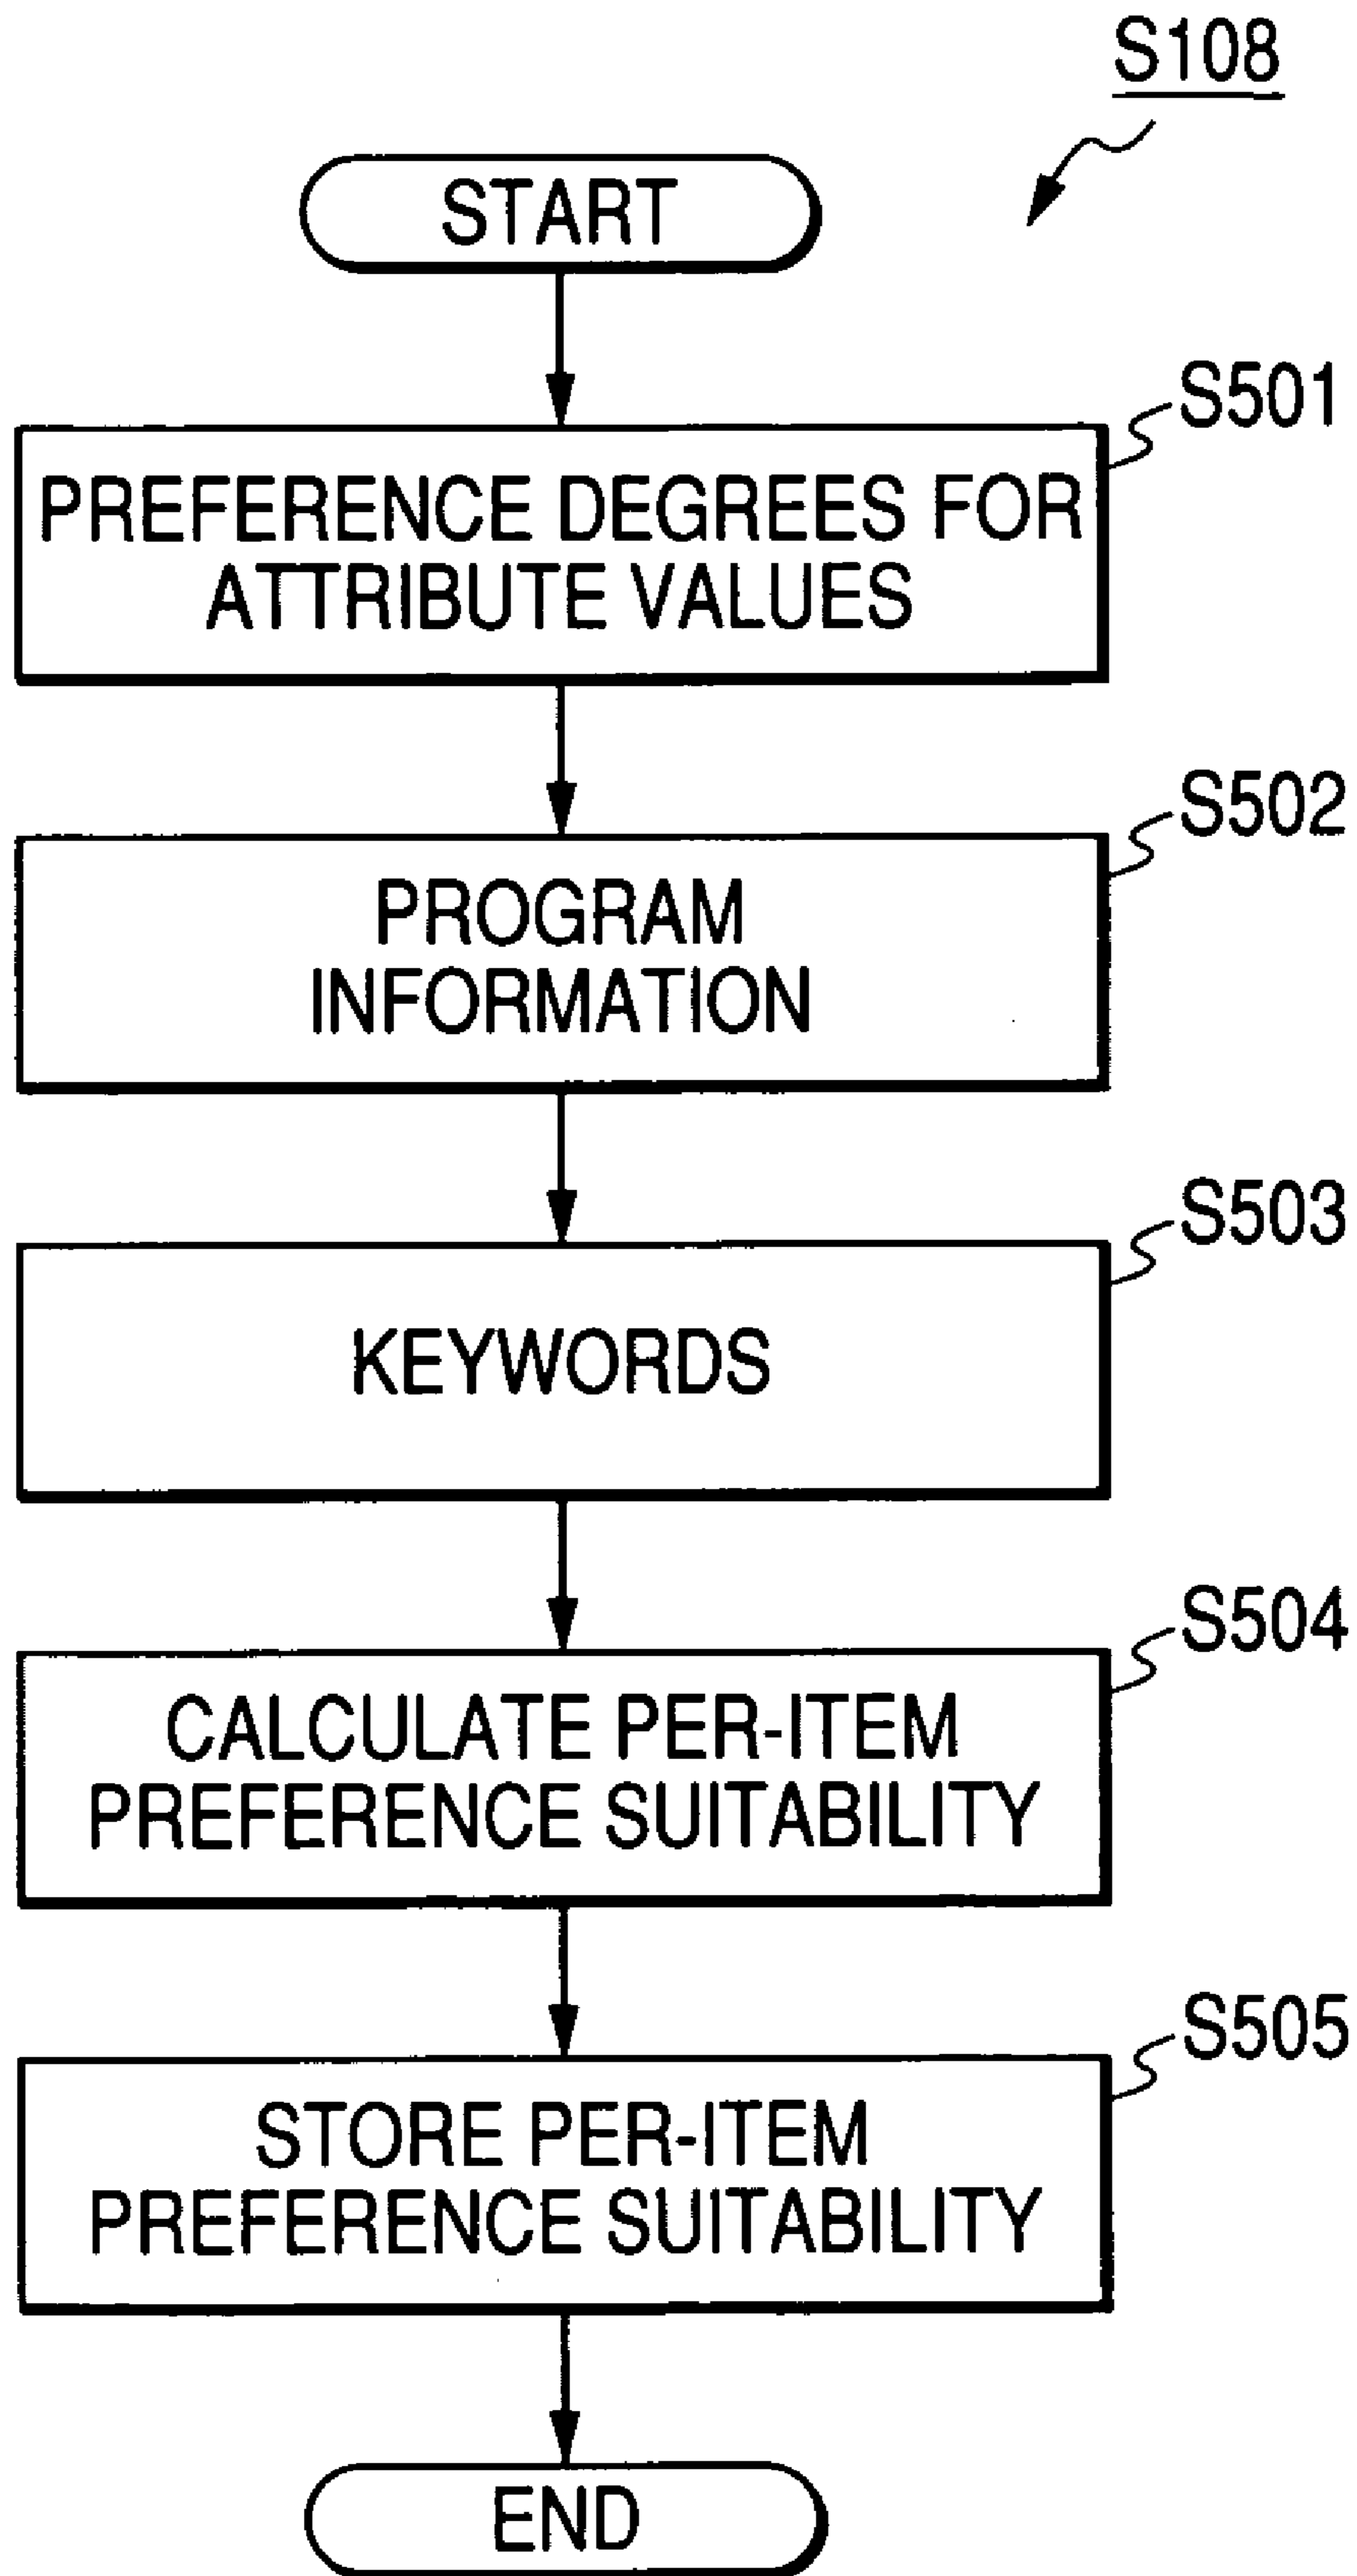 S108
START
S501
PREFERENCE DEGREES FOR
ATTRIBUTE VALUES
S502
PROGRAM
INFORMATION
S503
KEYWORDS
S504
CALCULATE PER-ITEM
PREFERENCE SUITABILITY
S505
STORE PER-ITEM
PREFERENCE SUITABILITY
END